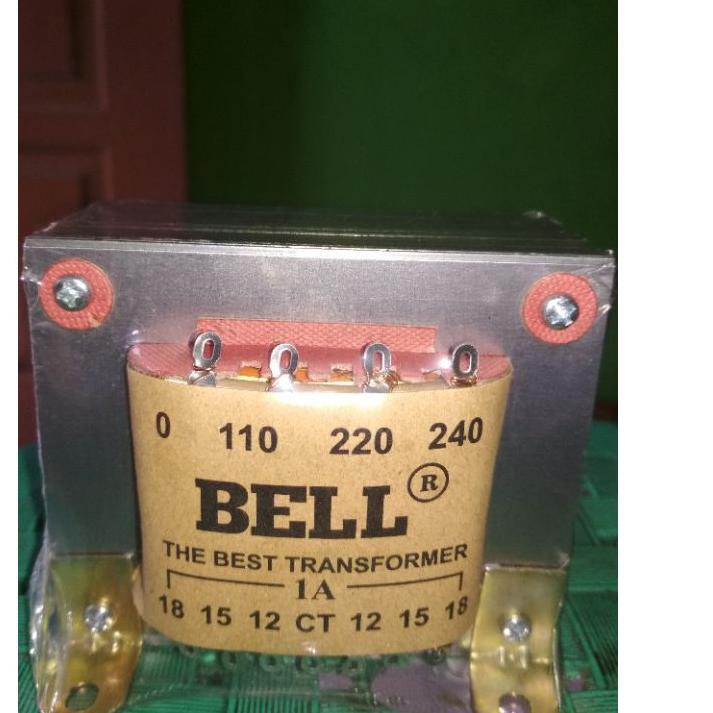 0 110 220 240
BELL ®
THE BEST TRANSFORMER
1A
18 15 12 CT 12 15 18